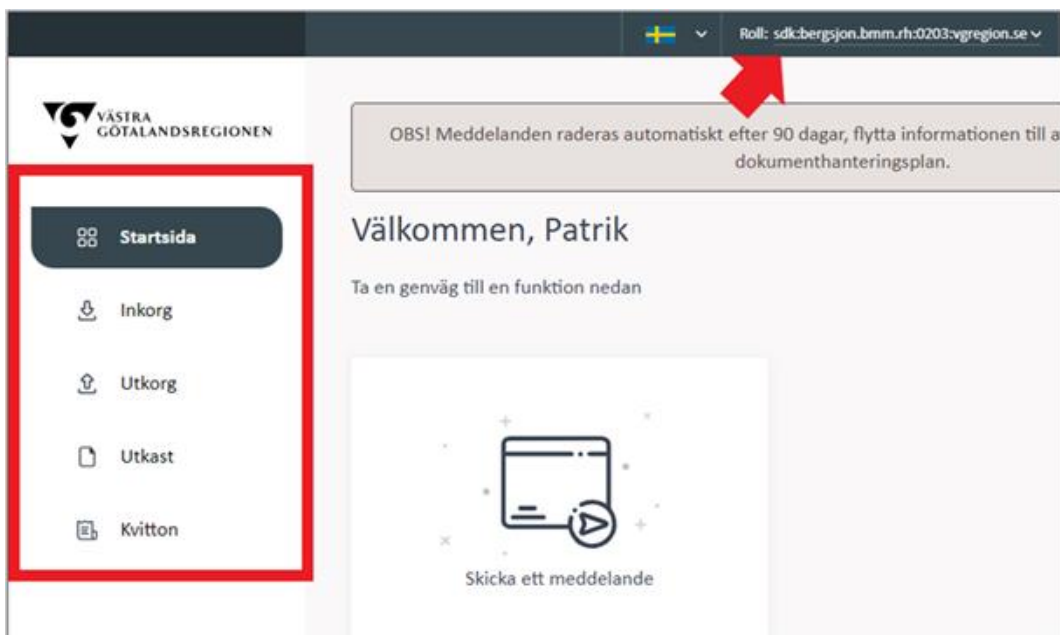 Roll: sdk:bergsjon.bmm.rh:0203:vgregion.se
VÄSTRA
GÖTALANDSREGIONEN
OBS! Meddelanden raderas automatiskt efter 90 dagar, flytta informationen till a
dokumenthanteringsplan.
Startsida
Inkorg
Utkorg
Utkast
Kvitton
Välkommen, Patrik
Ta en genväg till en funktion nedan
Skicka ett meddelande